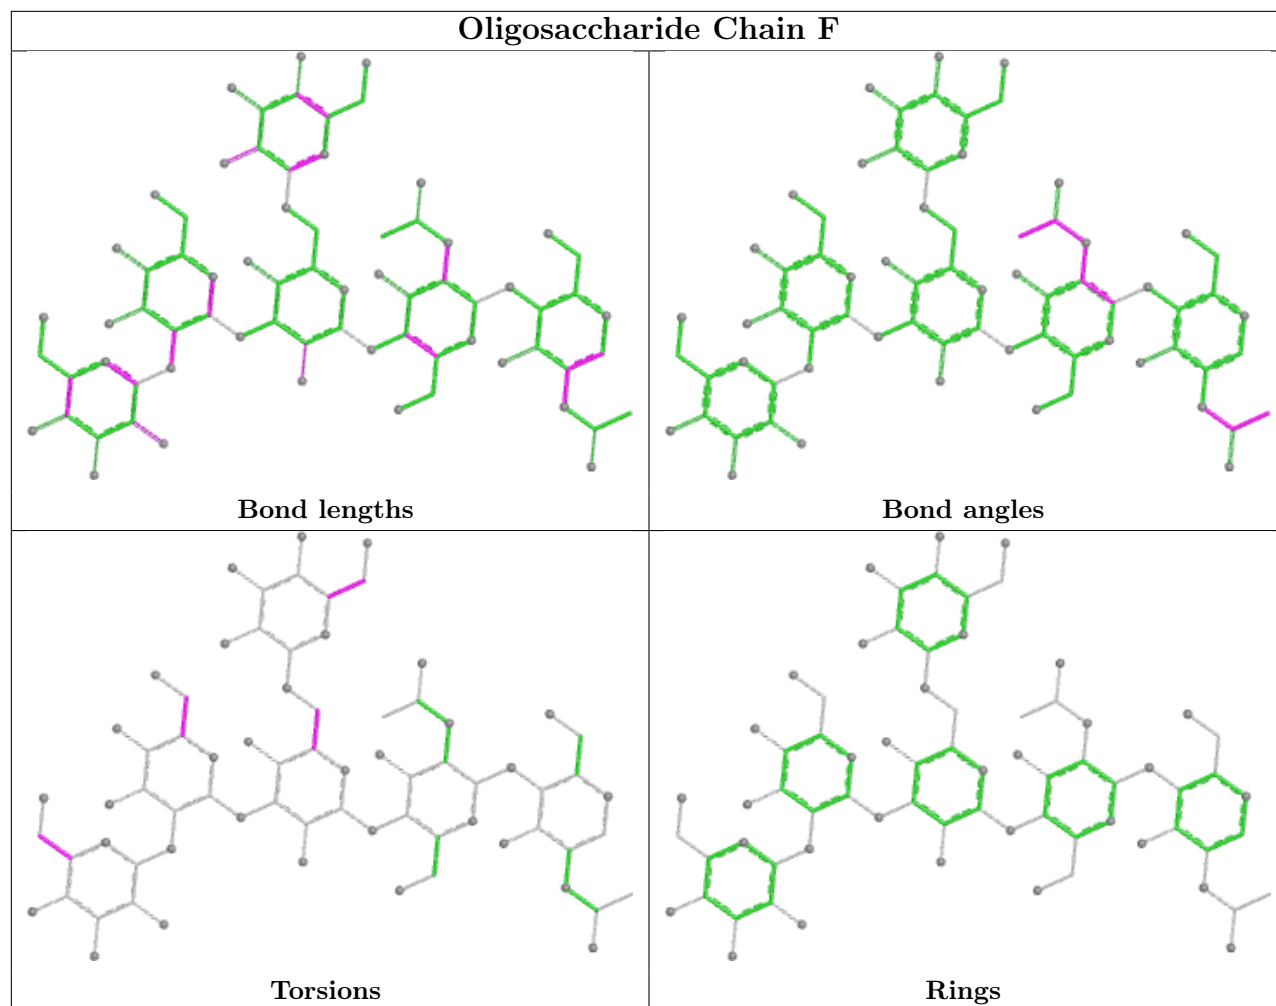 Oligosaccharide Chain F
Bond lengths
Bond angles
Torsions
Rings